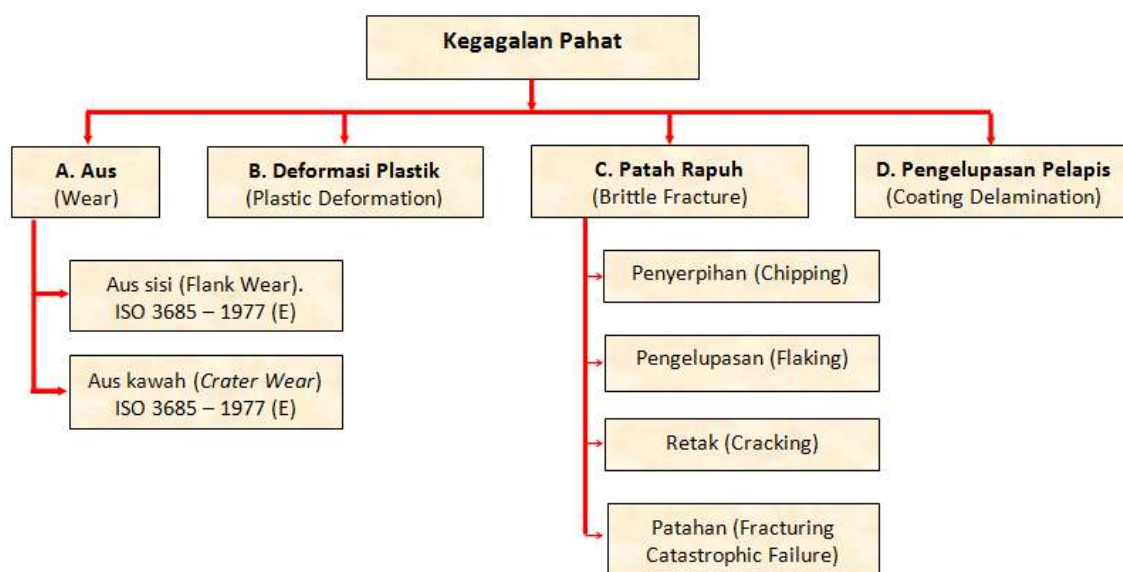 Kegagalan Pahat
A. Aus
(Wear)
B. Deformasi Plastik
(Plastic Deformation)
C. Patah Rapuh
(Brittle Fracture)
D. Pengelupasan Pelapis
(Coating Delamination)
Aus sisi (Flank Wear).
ISO 3685 – 1977 (E)
Aus kawah (Crater Wear)
ISO 3685 – 1977 (E)
Penyerpihan (Chipping)
Pengelupasan (Flaking)
Retak (Cracking)
Patahan (Fracturing
Catastrophic Failure)